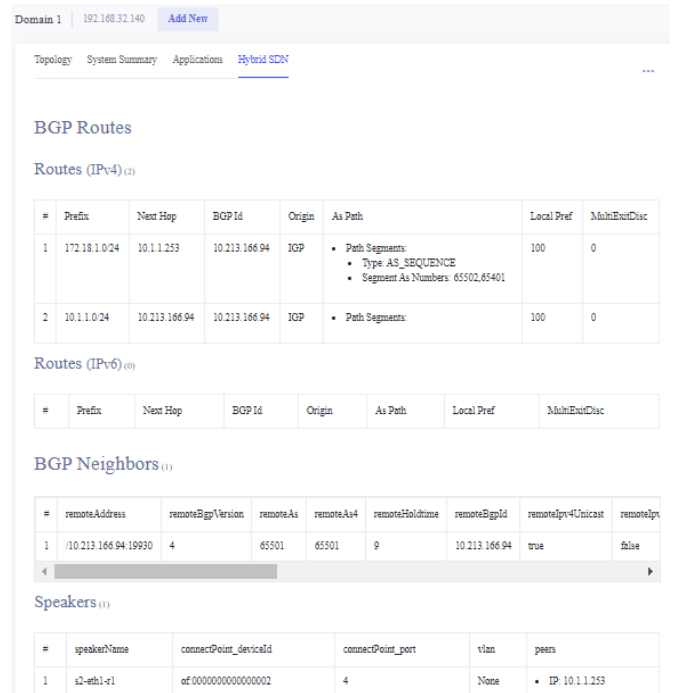 Domain 1 192.168.32.140 Add New
Topology System Summary Applications Hybrid SDN
...
BGP Routes
Routes (IPv4) (2)
# Prefix Next Hop BGP Id Origin As Path Local Pref MultiExitDisc
1 172.18.1.0/24 10.1.1.253 10.213.166.94 IGP • Path Segments: 100 0
• Type: AS_SEQUENCE
• Segment As Numbers: 65502,65401
2 10.1.1.0/24 10.213.166.94 10.213.166.94 IGP • Path Segments: 100 0
Routes (IPv6) (0)
# Prefix Next Hop BGP Id Origin As Path Local Pref MultiExitDisc
BGP Neighbors (1)
# remoteAddress remoteBgpVersion remoteAs remoteAs4 remoteHoldtime remoteBgpId remoteIpv4Unicast remoteIpv
1 /10.213.166.94:19930 4 65501 65501 9 10.213.166.94 true false
Speakers (1)
# speakerName connectPoint_deviceId connectPoint_port vlan peers
1 s2-eth1-r1 of:0000000000000002 4 None • IP: 10.1.1.253